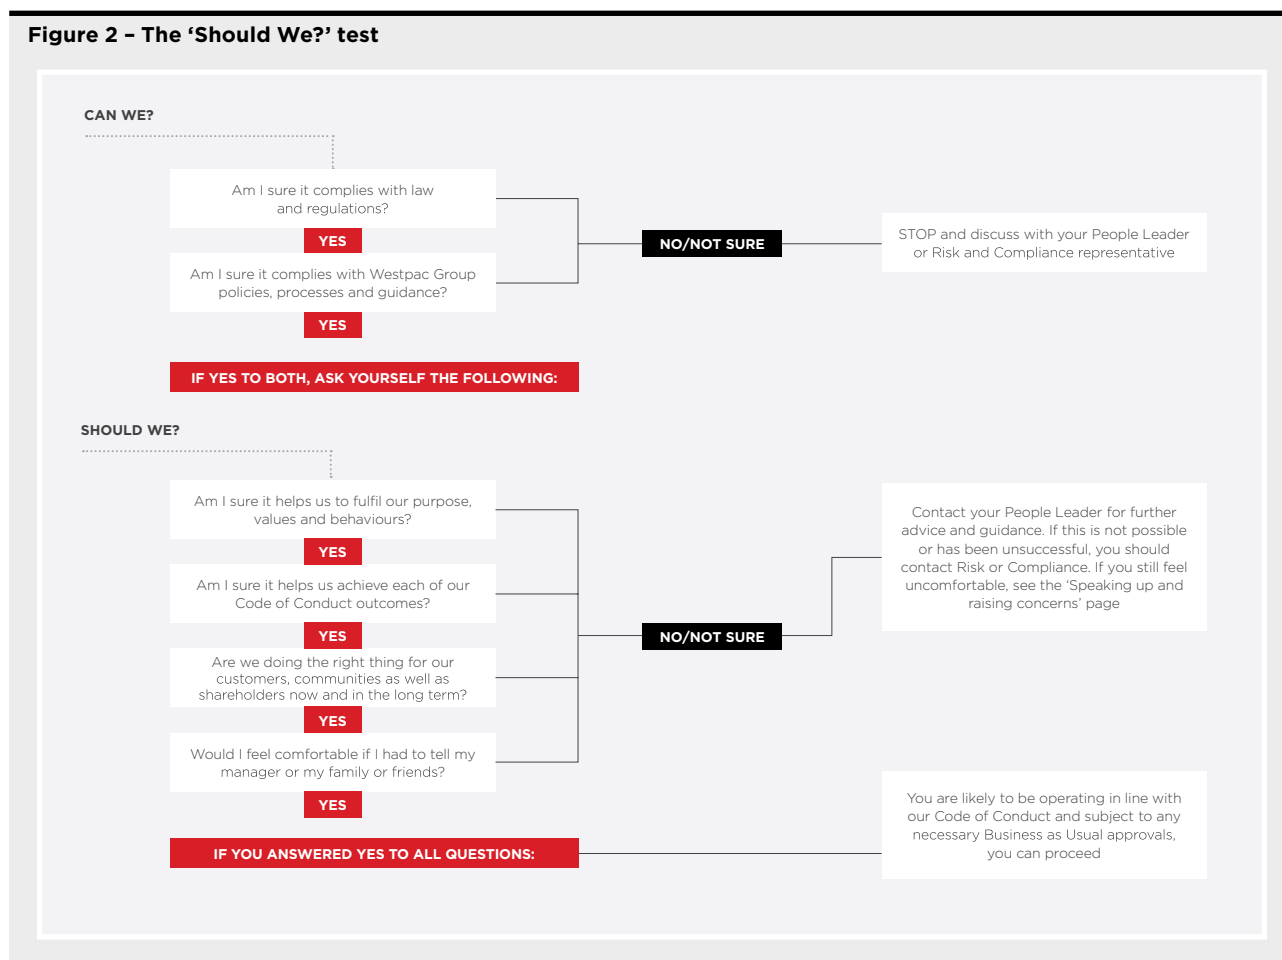 Figure 2 – The ‘Should We?’ test
CAN WE?
Am I sure it complies with law
and regulations?
YES
Am I sure it complies with Westpac Group
policies, processes and guidance?
YES
NO/NOT SURE
STOP and discuss with your People Leader
or Risk and Compliance representative
IF YES TO BOTH, ASK YOURSELF THE FOLLOWING:
SHOULD WE?
Am I sure it helps us to fulfil our purpose,
values and behaviours?
YES
Am I sure it helps us achieve each of our
Code of Conduct outcomes?
YES
Are we doing the right thing for our
customers, communities as well as
shareholders now and in the long term?
YES
Would I feel comfortable if I had to tell my
manager or my family or friends?
YES
NO/NOT SURE
Contact your People Leader for further
advice and guidance. If this is not possible
or has been unsuccessful, you should
contact Risk or Compliance. If you still feel
uncomfortable, see the ‘Speaking up and
raising concerns’ page
IF YOU ANSWERED YES TO ALL QUESTIONS:
You are likely to be operating in line with
our Code of Conduct and subject to any
necessary Business as Usual approvals,
you can proceed